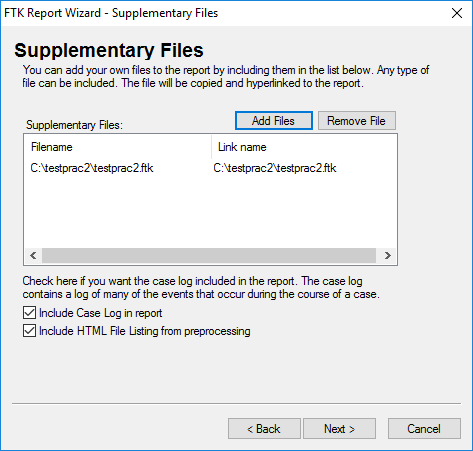 FTK Report Wizard - Supplementary Files
Supplementary Files
You can add your own files to the report by including them in the list below. Any type
of file can be included. The file will be copied and hyperlinked to the report.
Supplementary Files:
Add Files
Remove File
Filename Link name
C:\testprac2\testprac2.ftk C:\testprac2\testprac2.ftk
Check here if you want the case log included in the report. The case log
contains a log of many of the events that occur during the course of a case.
Include Case Log in report
Include HTML File Listing from preprocessing
< Back
Next >
Cancel